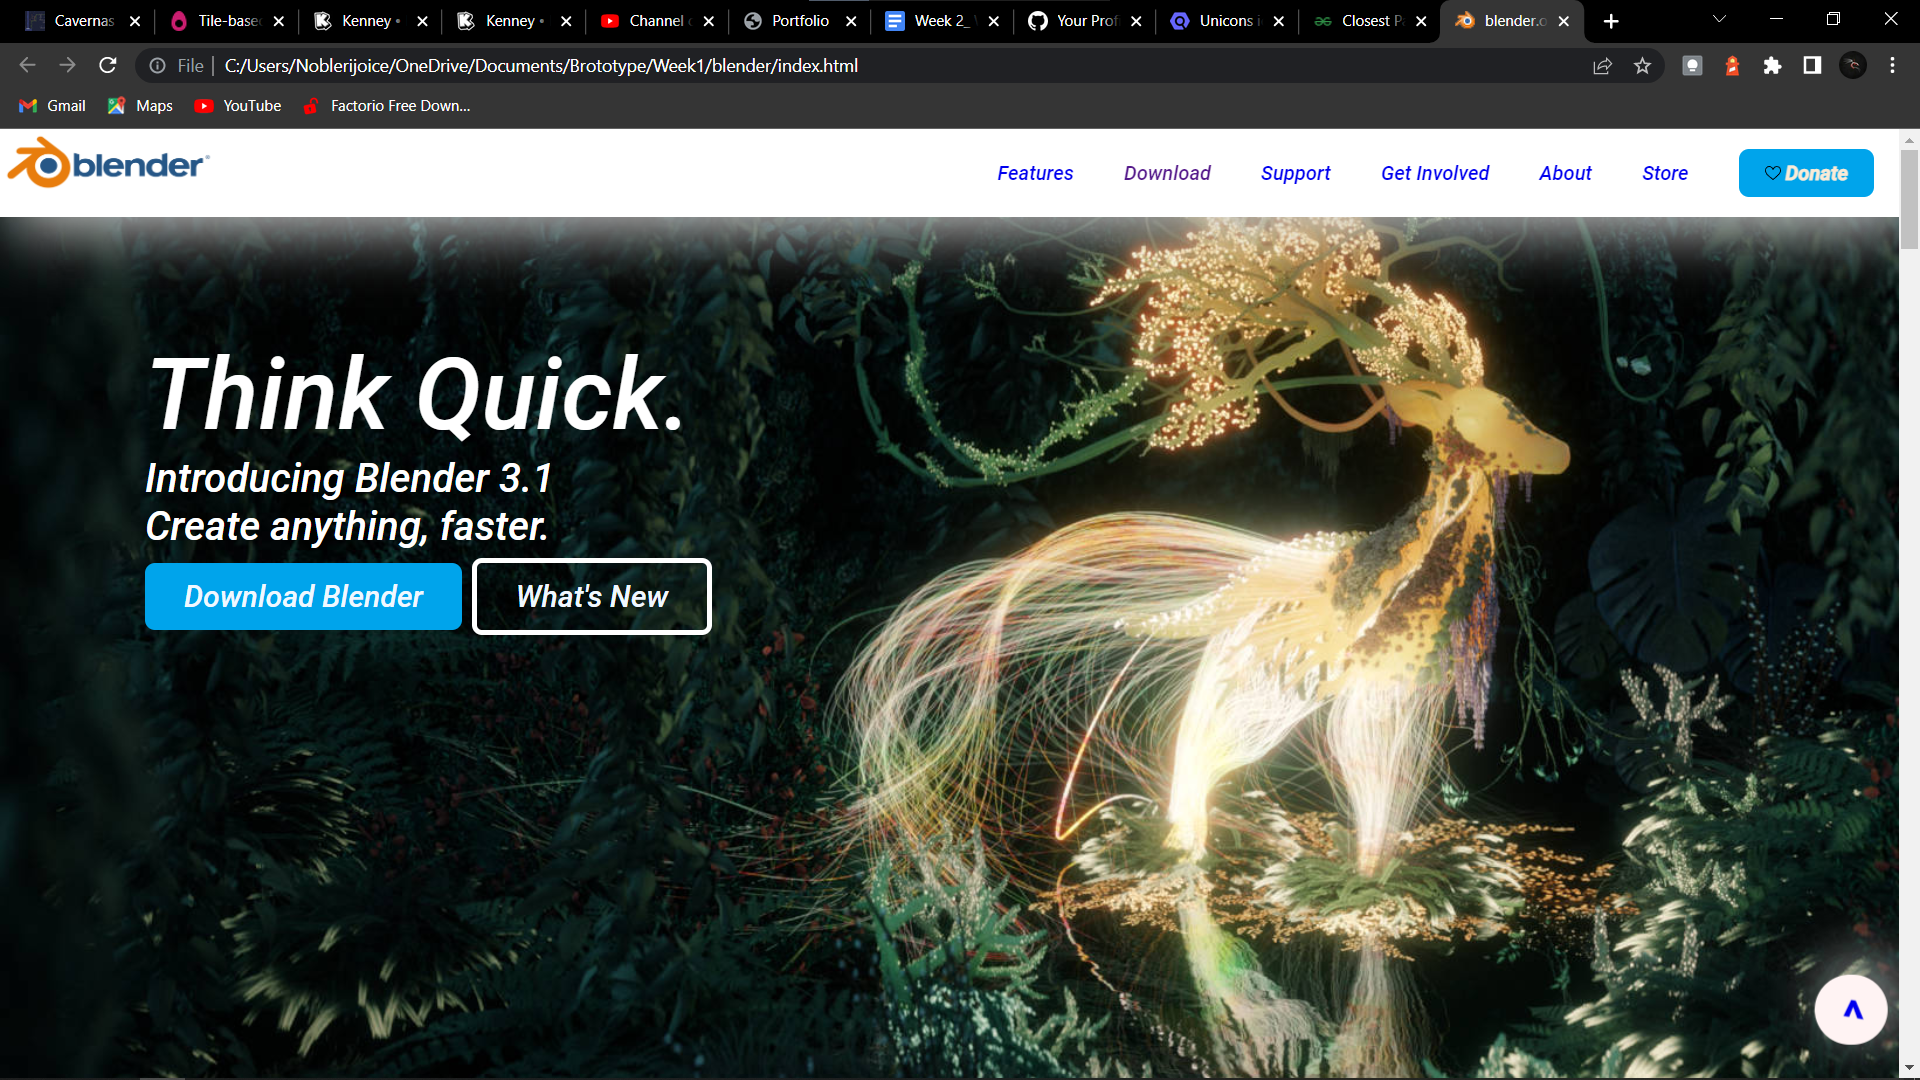 Cavernas
Tile-base
Kenney •
Kenney •
Channel
Portfolio
Week 2_
Your Prof
Unicons
Closest P
blender.o
File
C:/Users/Noblerijoice/OneDrive/Documents/Brototype/Week1/blender/index.html
Gmail
Maps
YouTube
Factorio Free Down...
blender
Features
Download
Support
Get Involved
About
Store
Donate
Think Quick.
Introducing Blender 3.1
Create anything, faster.
Download Blender
What's New